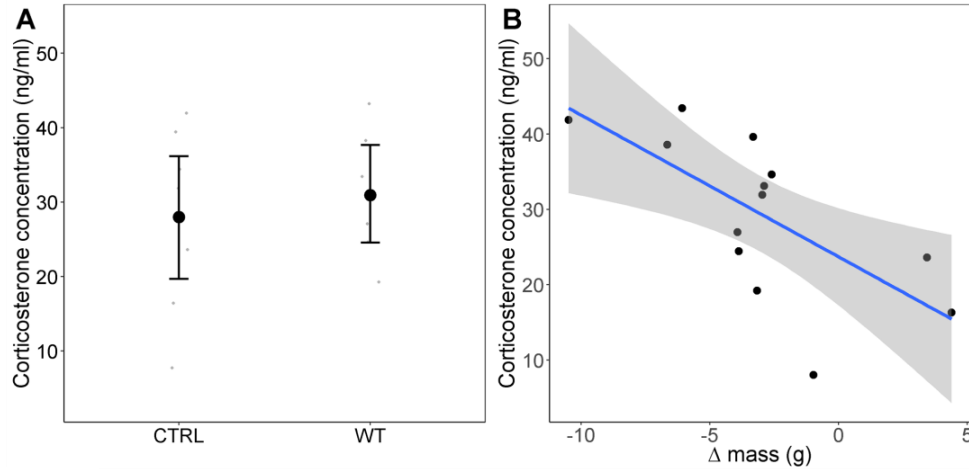 A
Corticosterone concentration (ng/ml)
50
40
30
20
10
CTRL
WT
B
Corticosterone concentration (ng/ml)
50
40
30
20
10
-10
-5
0
5
Δ mass (g)